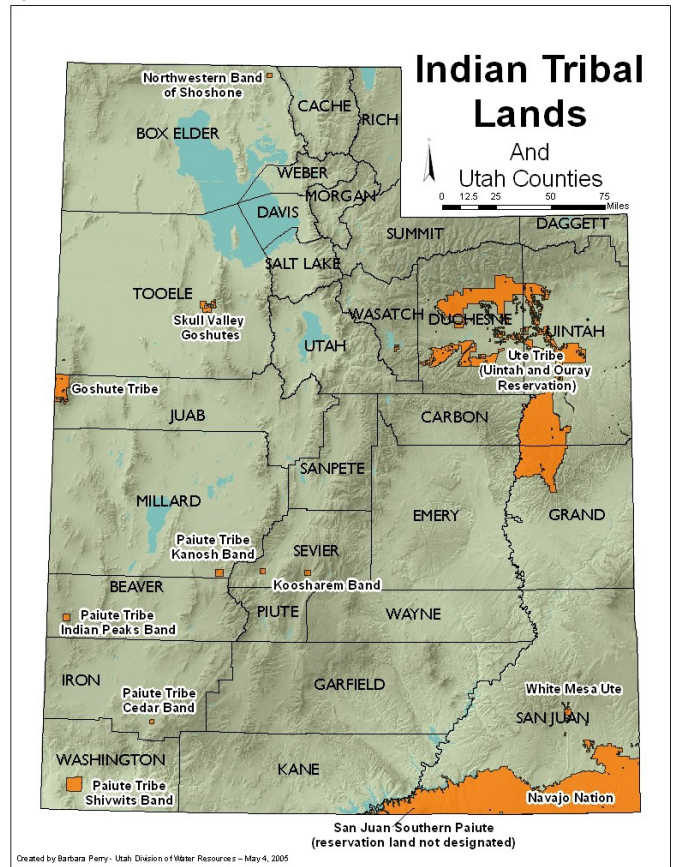 Indian Tribal
Lands
And
Utah Counties
0 12.5 25 50 75
Miles
Northwestern Band
of Shoshone
CACHE
RICH
BOX ELDER
WEBER
MORGAN
DAVIS
DAGGETT
SUMMIT
SALT LAKE
TOOELE
WASATCH
DUCHESNE
UINTAH
Skull Valley
Goshutes
UTAH
Ute Tribe
(Uintah and Ouray
Reservation)
Goshute Tribe
JUAB
CARBON
SANPETE
MILLARD
EMERY
GRAND
Paiute Tribe
Kanosh Band
SEVIER
Koosharem Band
BEAVER
PIUTE
WAYNE
Paiute Tribe
Indian Peaks Band
IRON
GARFIELD
Paiute Tribe
Cedar Band
White Mesa Ute
SAN JUAN
WASHINGTON
KANE
Paiute Tribe
Shivwits Band
Navajo Nation
San Juan Southern Paiute
(reservation land not designated)
Created by Barbara Perry - Utah Division of Water Resources – May 4, 2005